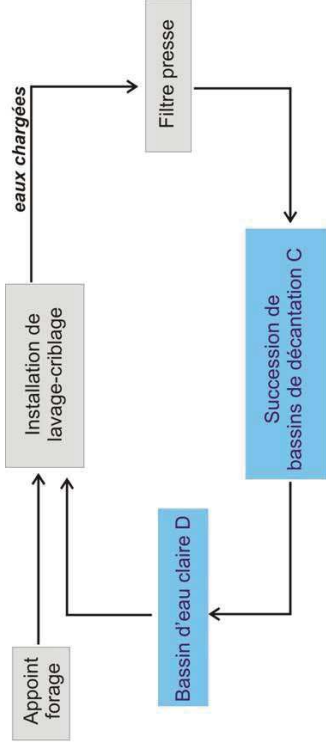 Appoint
forage
Installation de
lavage-criblage
eaux chargées
Filtre presse
Succession de
bassins de décantation C
Bassin d'eau claire D